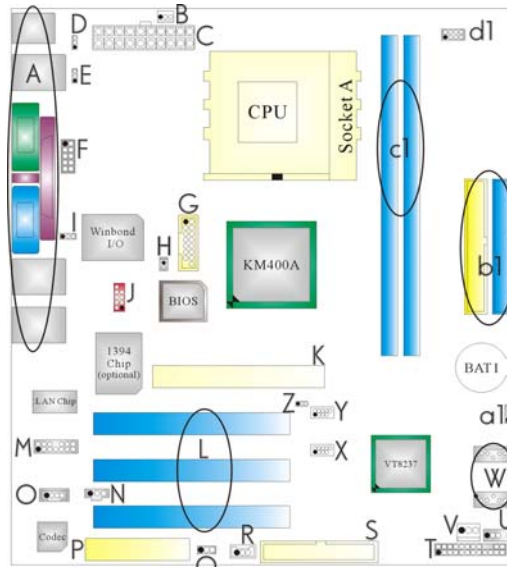 B
D
C
d1
A
E
CPU
Socket A
c1
F
G
I
Winbond
I/O
H
KM400A
b1
J
BIOS
1394
Chip
(optional)
K
BAT1
LAN Chip
Z
Y
a1
M
L
X
VT8237
W
O
N
V
U
Codec
P
Q
R
S
T